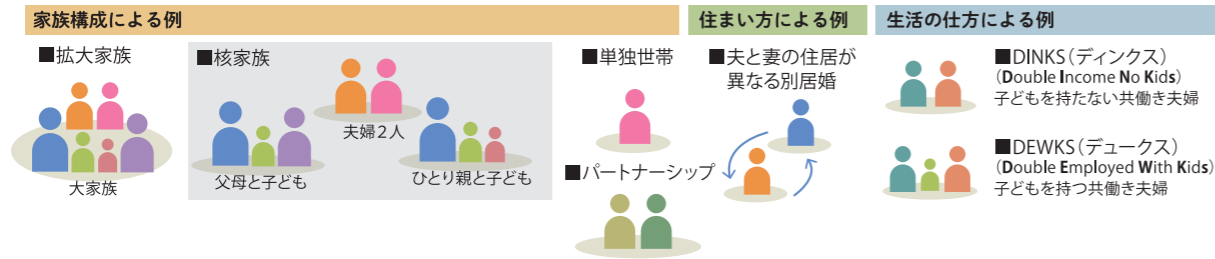 家族構成による例
■拡大家族
大家族
■核家族
夫婦2人
父母と子ども
ひとり親と子ども
■単独世帯
■パートナーシップ
住まい方による例
■夫と妻の住居が
異なる別居婚
生活の仕方による例
■DINKS(ディンクス)
(Double Income No Kids)
子どもを持たない共働き夫婦
■DEWKS(デュークス)
(Double Employed With Kids)
子どもを持つ共働き夫婦